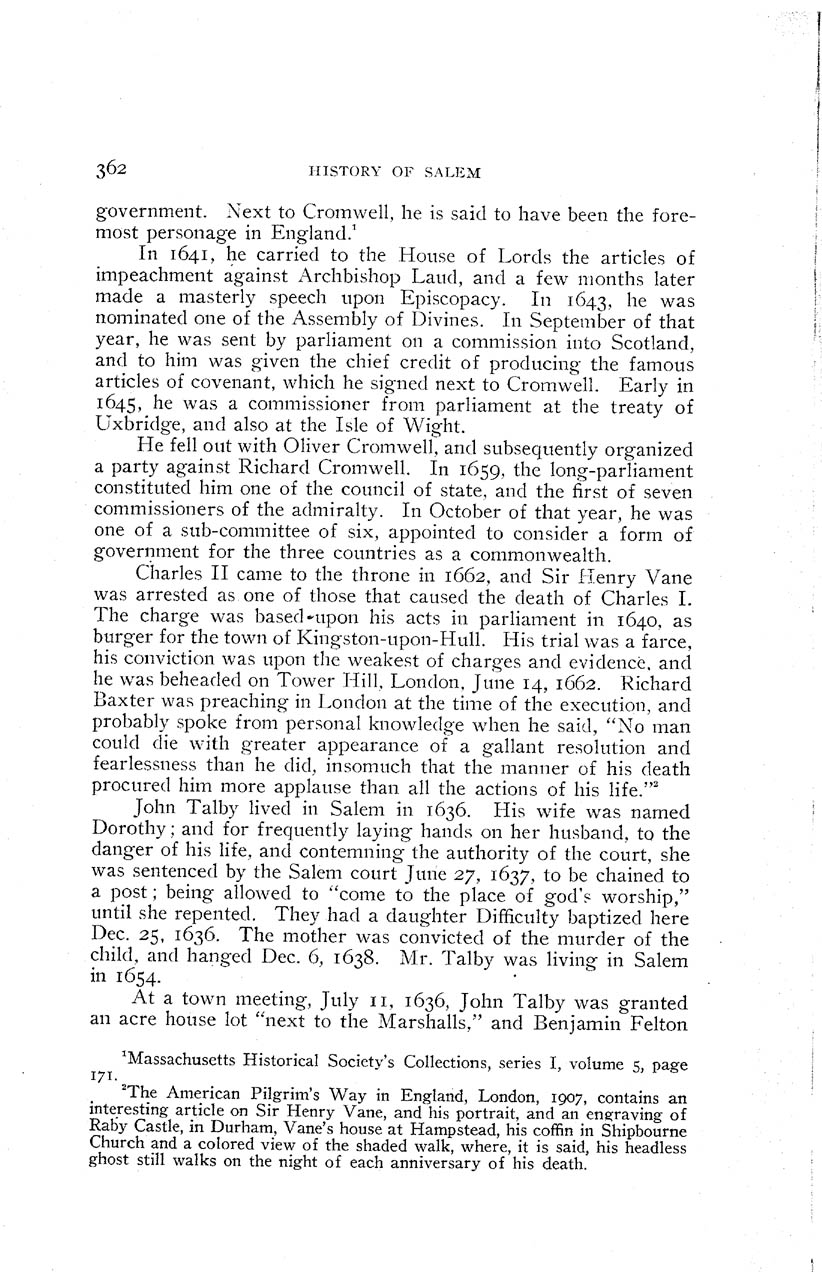 362 HISTORY OF SALEM
government. Next to Cromwell, he is said to have been the fore-
most personage in England.¹
In 1641, he carried to the House of Lords the articles of
impeachment against Archbishop Laud, and a few months later
made a masterly speech upon Episcopacy. In 1643, he was
nominated one of the Assembly of Divines. In September of that
year, he was sent by parliament on a commission into Scotland,
and to him was given the chief credit of producing the famous
articles of covenant, which he signed next to Cromwell. Early in
1645, he was a commissioner from parliament at the treaty of
Uxbridge, and also at the Isle of Wight.
He fell out with Oliver Cromwell, and subsequently organized
a party against Richard Cromwell. In 1659, the long-parliament
constituted him one of the council of state, and the first of seven
commissioners of the admiralty. In October of that year, he was
one of a sub-committee of six, appointed to consider a form of
government for the three countries as a commonwealth.
Charles II came to the throne in 1662, and Sir Henry Vane
was arrested as one of those that caused the death of Charles I.
The charge was based upon his acts in parliament in 1640, as
burger for the town of Kingston-upon-Hull. His trial was a farce,
his conviction was upon the weakest of charges and evidence, and
he was beheaded on Tower Hill, London, June 14, 1662. Richard
Baxter was preaching in London at the time of the execution, and
probably spoke from personal knowledge when he said, "No man
could die with greater appearance of a gallant resolution and
fearlessness than he did, insomuch that the manner of his death
procured him more applause than all the actions of his life."²
John Talby lived in Salem in 1636. His wife was named
Dorothy; and for frequently laying hands on her husband, to the
danger of his life, and contemning the authority of the court, she
was sentenced by the Salem court June 27, 1637, to be chained to
a post; being allowed to "come to the place of god's worship,"
until she repented. They had a daughter Difficulty baptized here
Dec. 25, 1636. The mother was convicted of the murder of the
child, and hanged Dec. 6, 1638. Mr. Talby was living in Salem
in 1654.
At a town meeting, July 11, 1636, John Talby was granted
an acre house lot "next to the Marshalls," and Benjamin Felton
¹Massachusetts Historical Society's Collections, series I, volume 5, page
171.
²The American Pilgrim's Way in England, London, 1907, contains an
interesting article on Sir Henry Vane, and his portrait, and an engraving of
Raby Castle, in Durham, Vane's house at Hampstead, his coffin in Shipbourne
Church and a colored view of the shaded walk, where, it is said, his headless
ghost still walks on the night of each anniversary of his death.